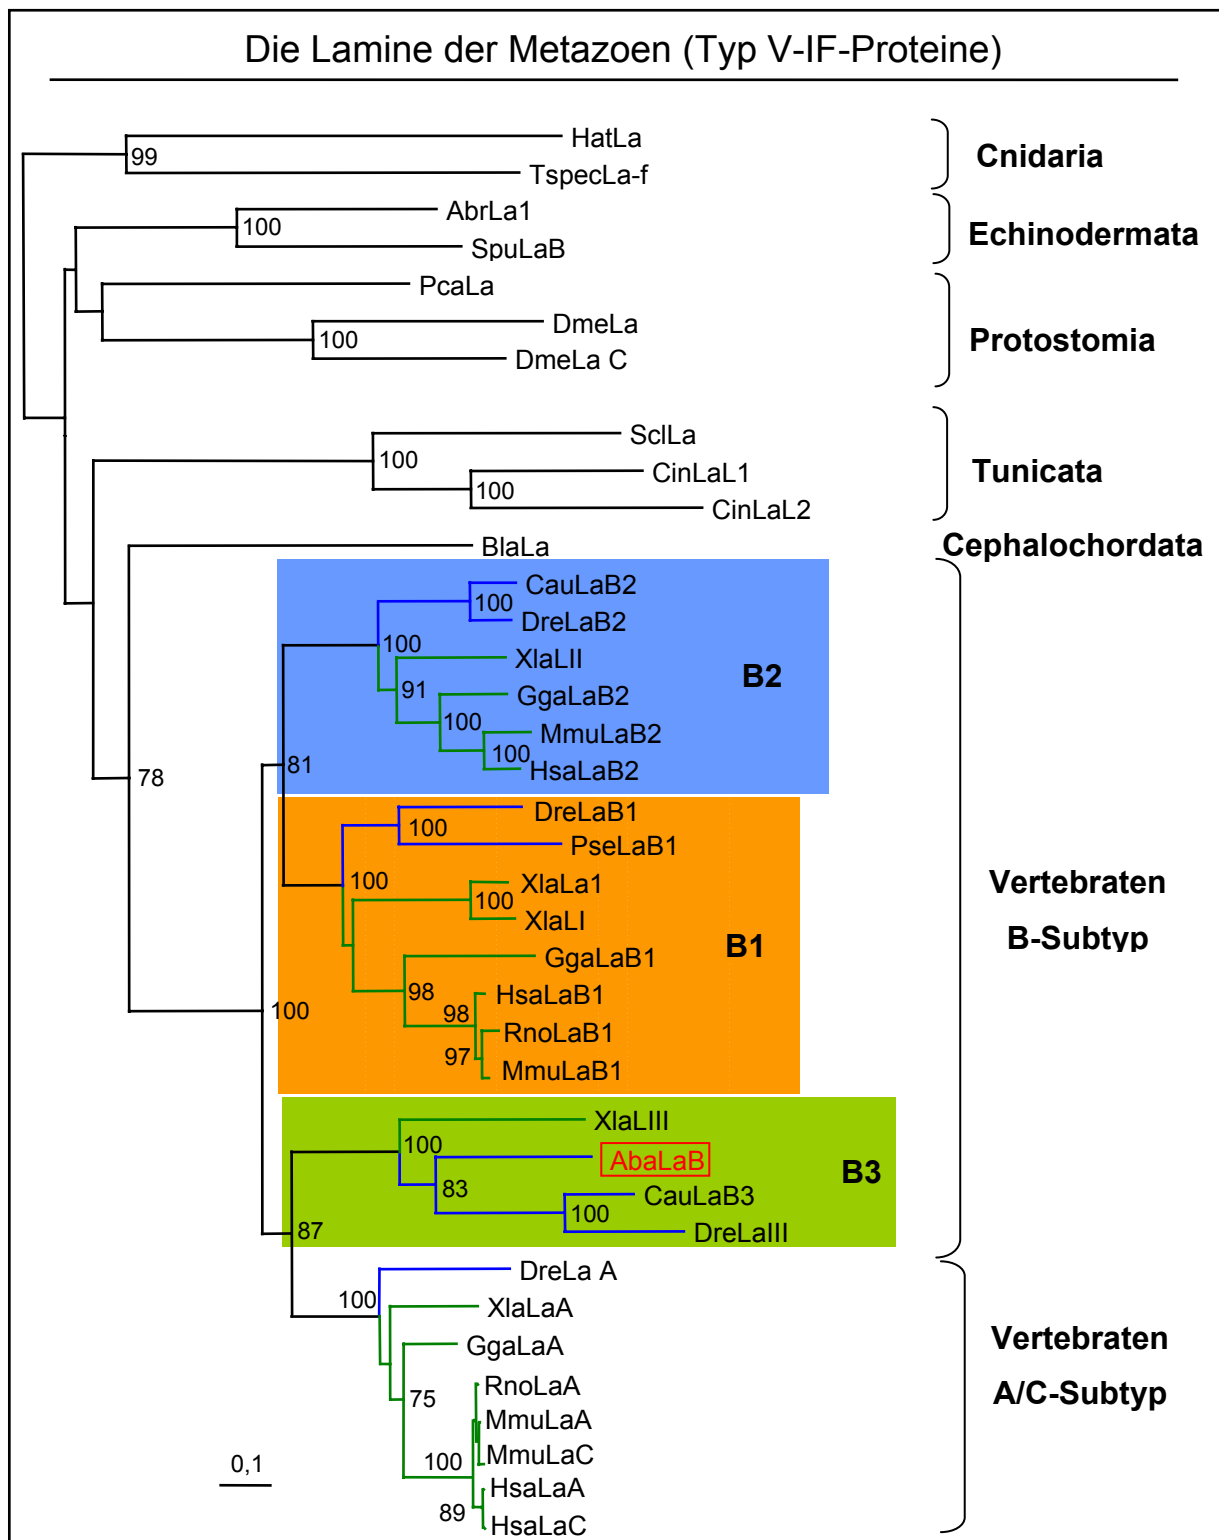 Die Lamine der Metazoen (Typ V-IF-Proteine)
HatLa
99
Cnidaria
TspecLa-f
AbrLa1
100
Echinodermata
SpuLaB
PcaLa
DmeLa
100
Protostomia
DmeLa C
SclLa
100
CinLaL1
Tunicata
100
CinLaL2
BlaLa
Cephalochordata
CauLaB2
100
DreLaB2
100
XlaLII
B2
91
GgaLaB2
100
MmuLaB2
100
HsaLaB2
81
78
DreLaB1
100
PseLaB1
100
XlaLa1
Vertebraten
100
XlaLI
B-Subtyp
B1
GgaLaB1
98
HsaLaB1
98
100
RnoLaB1
97
MmuLaB1
XlaLIII
100
AbaLaB
B3
83
CauLaB3
100
DreLaIII
87
DreLa A
100
XlaLaA
Vertebraten
GgaLaA
RnoLaA
A/C-Subtyp
75
MmuLaA
MmuLaC
100
0,1
HsaLaA
89
HsaLaC